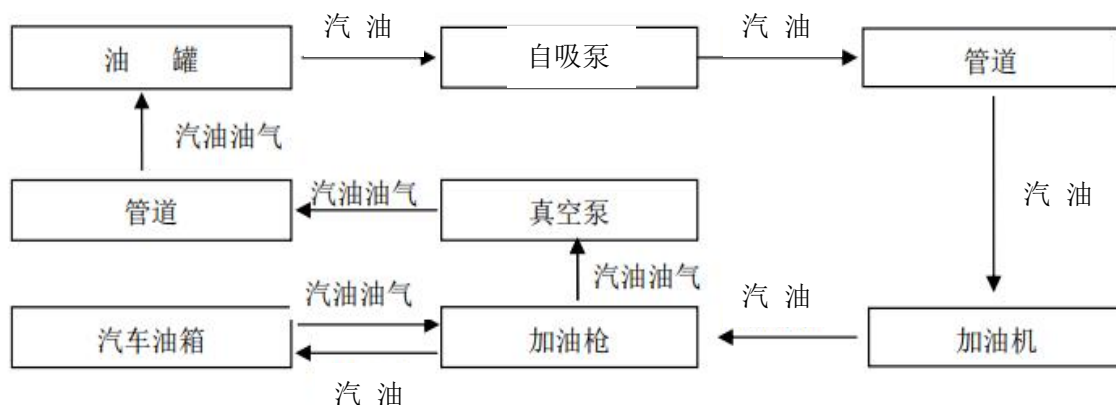 汽 油
汽 油
油 罐
自吸泵
管道
汽油油气
汽油油气
汽 油
管道
真空泵
汽油油气
汽油油气
汽 油
汽车油箱
加油枪
加油机
汽 油